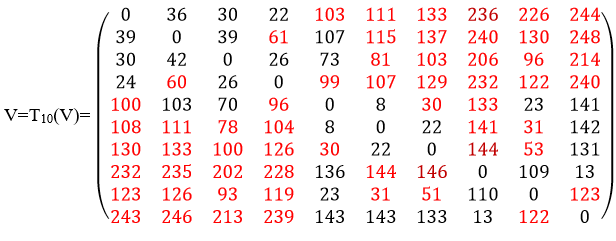 0 36 30 22 103 111 133 236 226 244
39 0 39 61 107 115 137 240 130 248
30 42 0 26 73 81 103 206 96 214
24 60 26 0 99 107 129 232 122 240
V=T₁₀(V)= 100 103 70 96 0 8 30 133 23 141
108 111 78 104 8 0 22 141 31 142
130 133 100 126 30 22 0 144 53 131
232 235 202 228 136 144 146 0 109 13
123 126 93 119 23 31 51 110 0 123
243 246 213 239 143 143 133 13 122 0